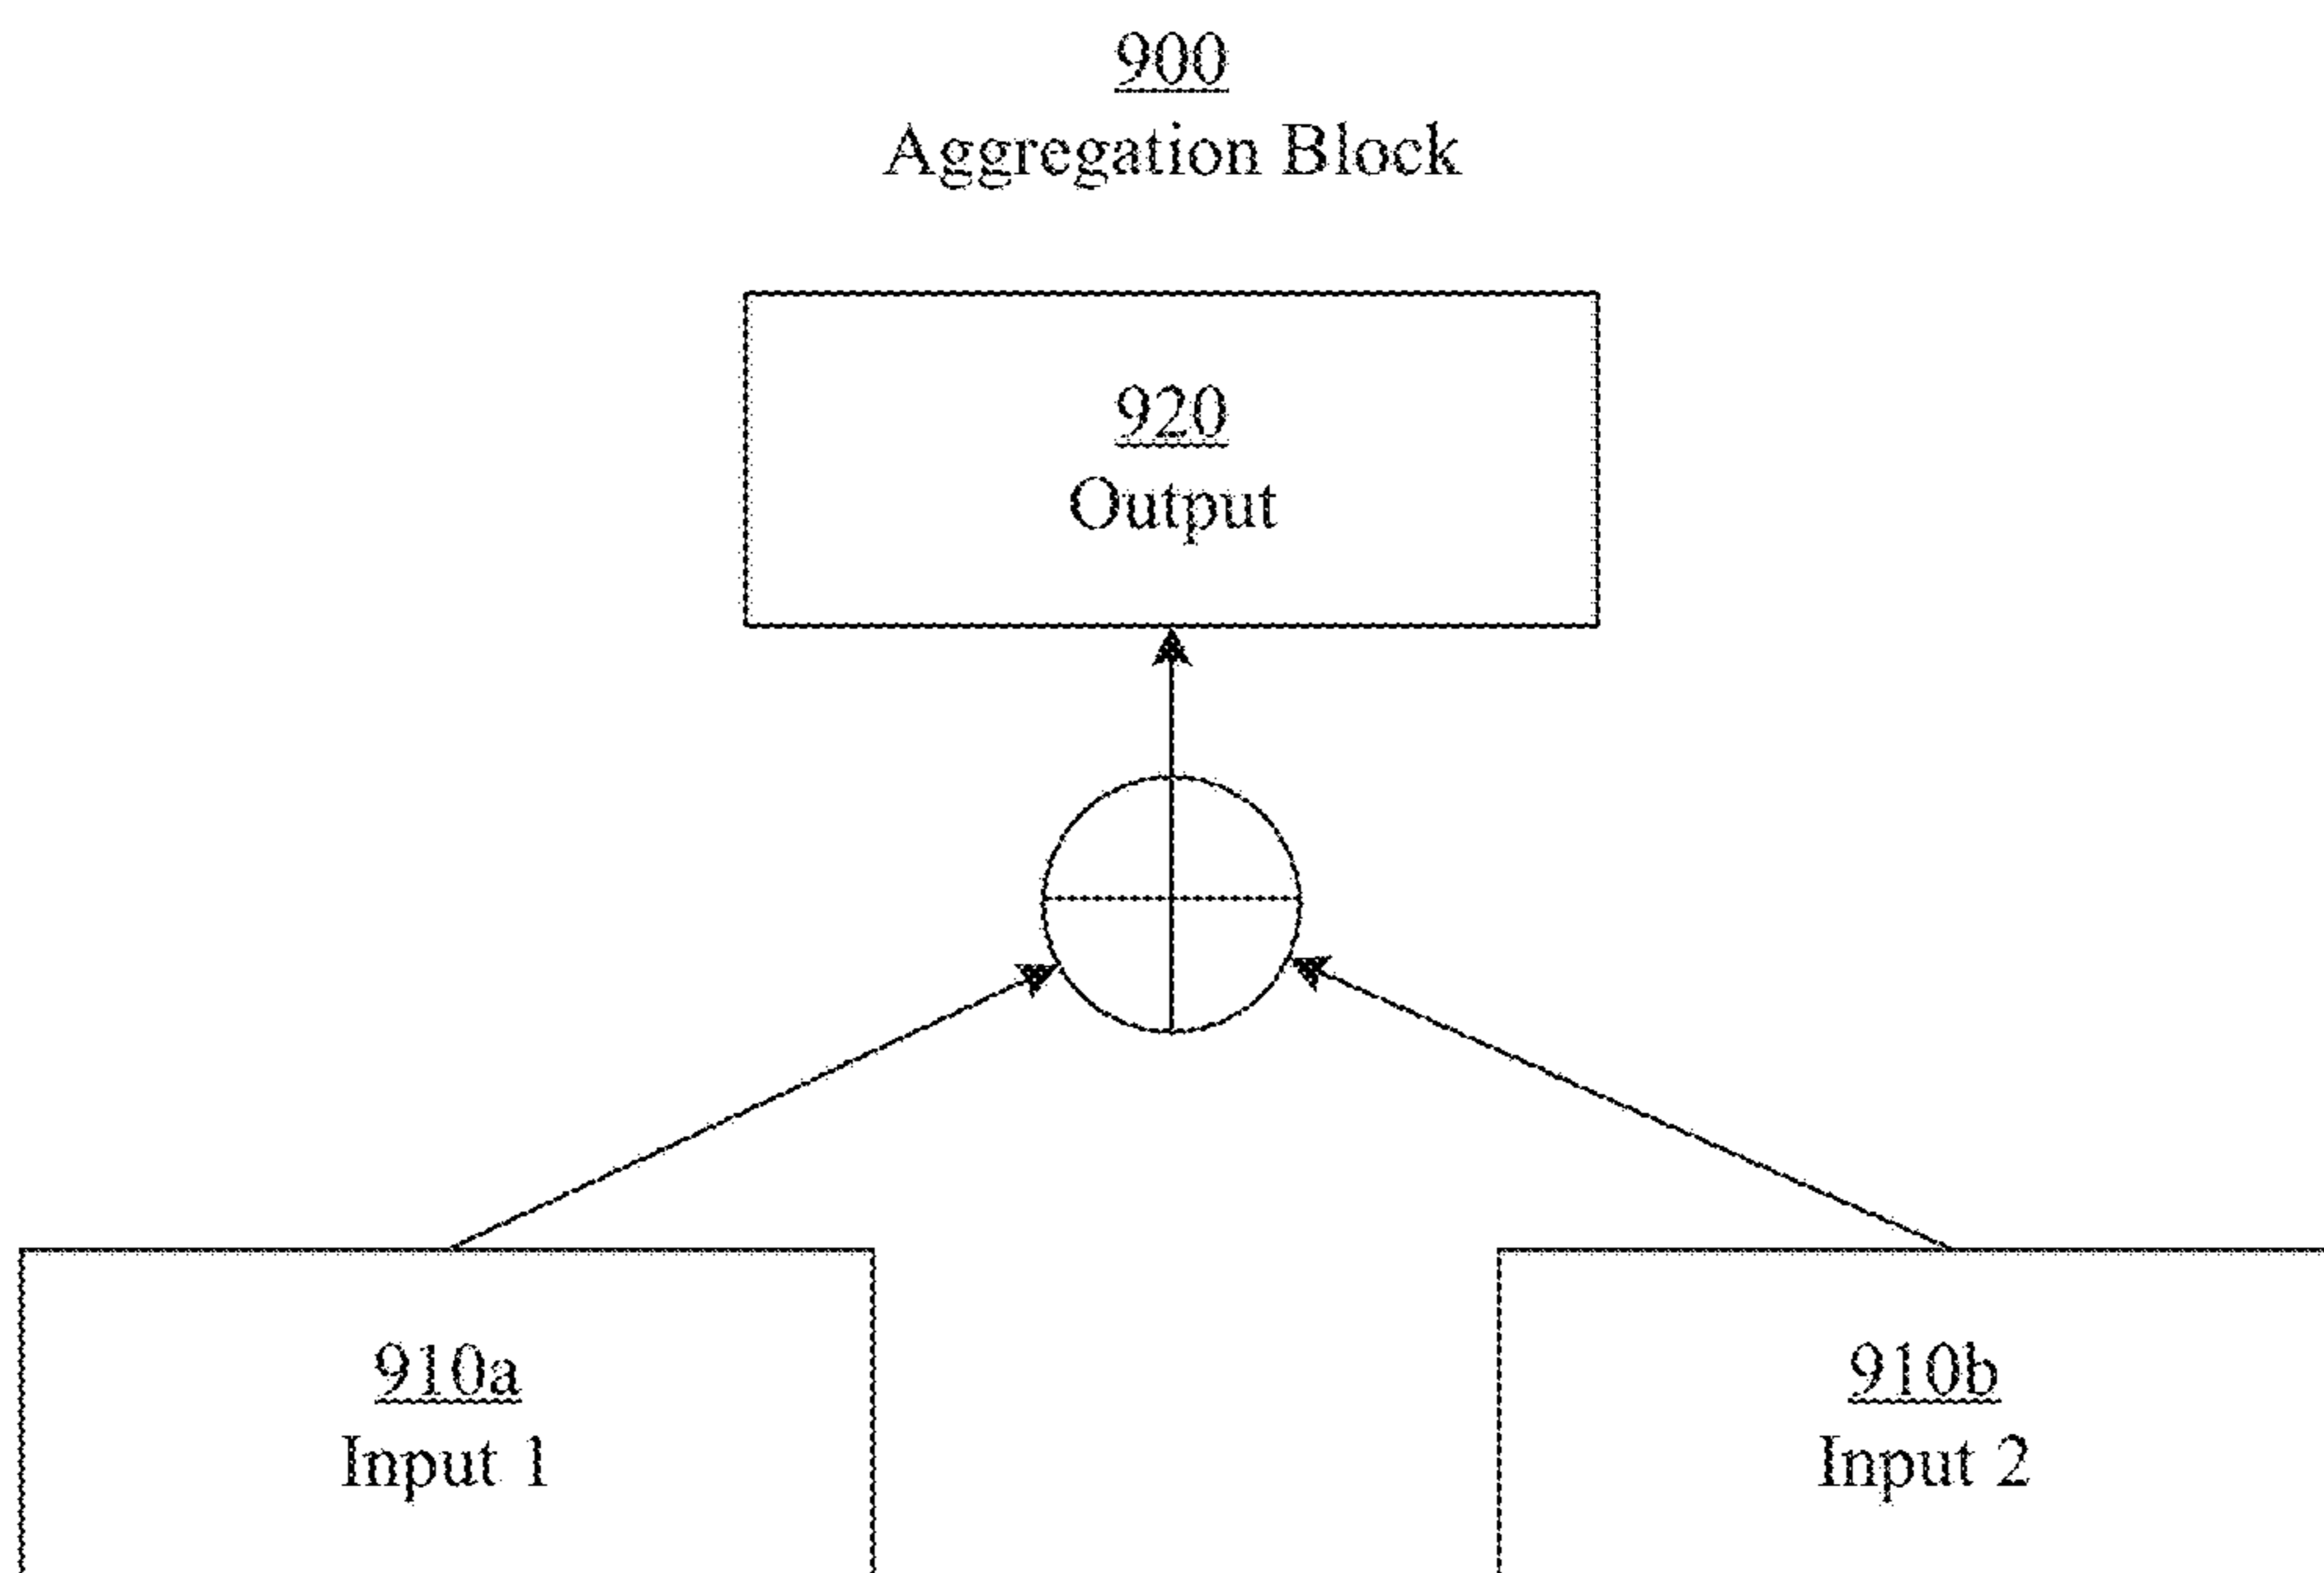 900
Aggregation Block
920
Output
910a
Input 1
910b
Input 2